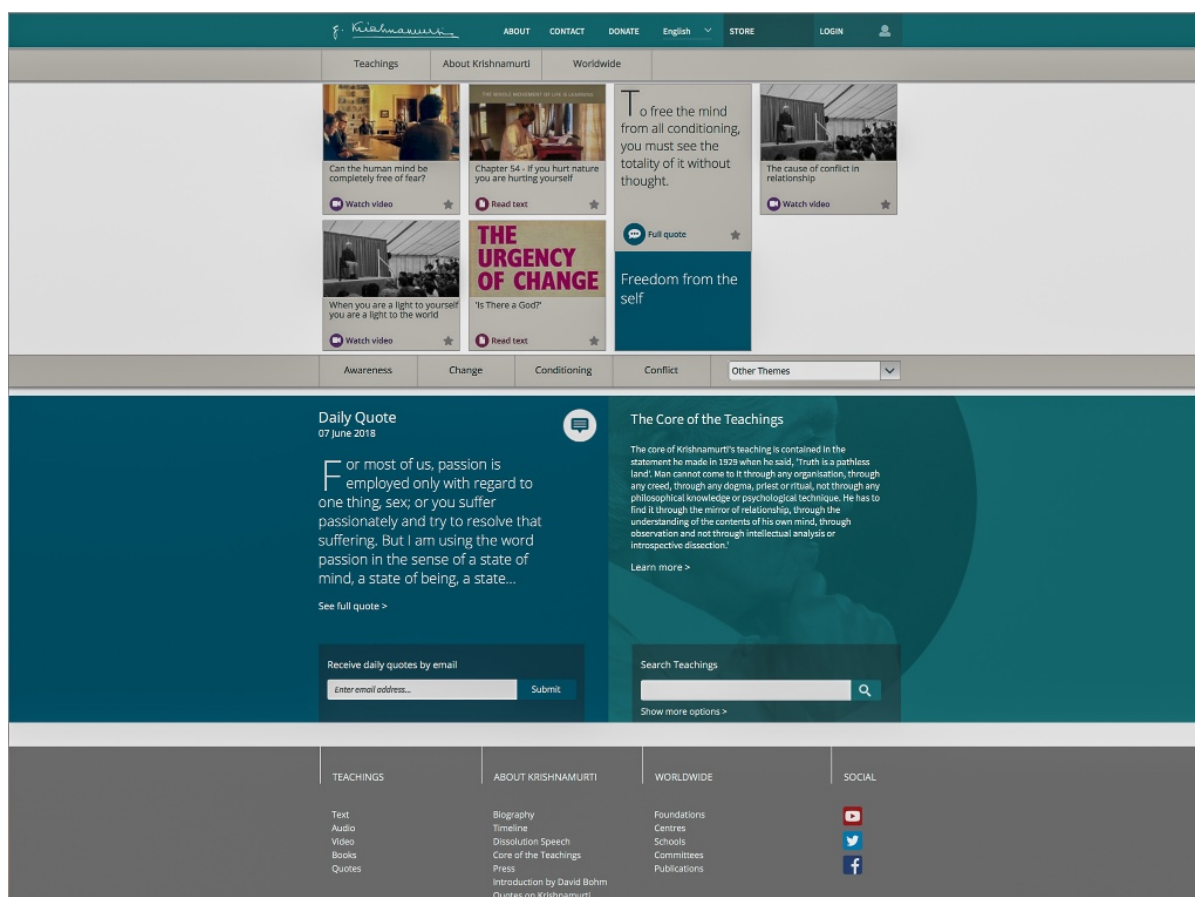 J. Krishnamurti
ABOUT CONTACT DONATE English STORE LOGIN
Teachings About Krishnamurti Worldwide
Can the human mind be
completely free of fear?
Watch video
THE WHOLE MOVEMENT OF LIFE IS LEARNING
Chapter 54 - If you hurt nature
you are hurting yourself
Read text
To free the mind
from all conditioning,
you must see the
totality of it without
thought.
Full quote
The cause of conflict in
relationship
Watch video
When you are a light to yourself
you are a light to the world
Watch video
THE
URGENCY
OF CHANGE
'Is There a God?'
Read text
Freedom from the
self
Awareness Change Conditioning Conflict Other Themes
Daily Quote
07 June 2018
For most of us, passion is
employed only with regard to
one thing, sex; or you suffer
passionately and try to resolve that
suffering. But I am using the word
passion in the sense of a state of
mind, a state of being, a state...
See full quote >
Receive daily quotes by email
Enter email address...
Submit
The Core of the Teachings
The core of Krishnamurti's teaching is contained in the
statement he made in 1929 when he said, 'Truth is a pathless
land'. Man cannot come to it through any organisation, through
any creed, through any dogma, priest or ritual, not through any
philosophical knowledge or psychological technique. He has to
find it through the mirror of relationship, through the
understanding of the contents of his own mind, through
observation and not through intellectual analysis or
introspective dissection.'
Learn more >
Search Teachings
Show more options >
TEACHINGS
Text
Audio
Video
Books
Quotes
ABOUT KRISHNAMURTI
Biography
Timeline
Dissolution Speech
Core of the Teachings
Press
Introduction by David Bohm
Quotes on Krishnamurti
WORLDWIDE
Foundations
Centres
Schools
Committees
Publications
SOCIAL